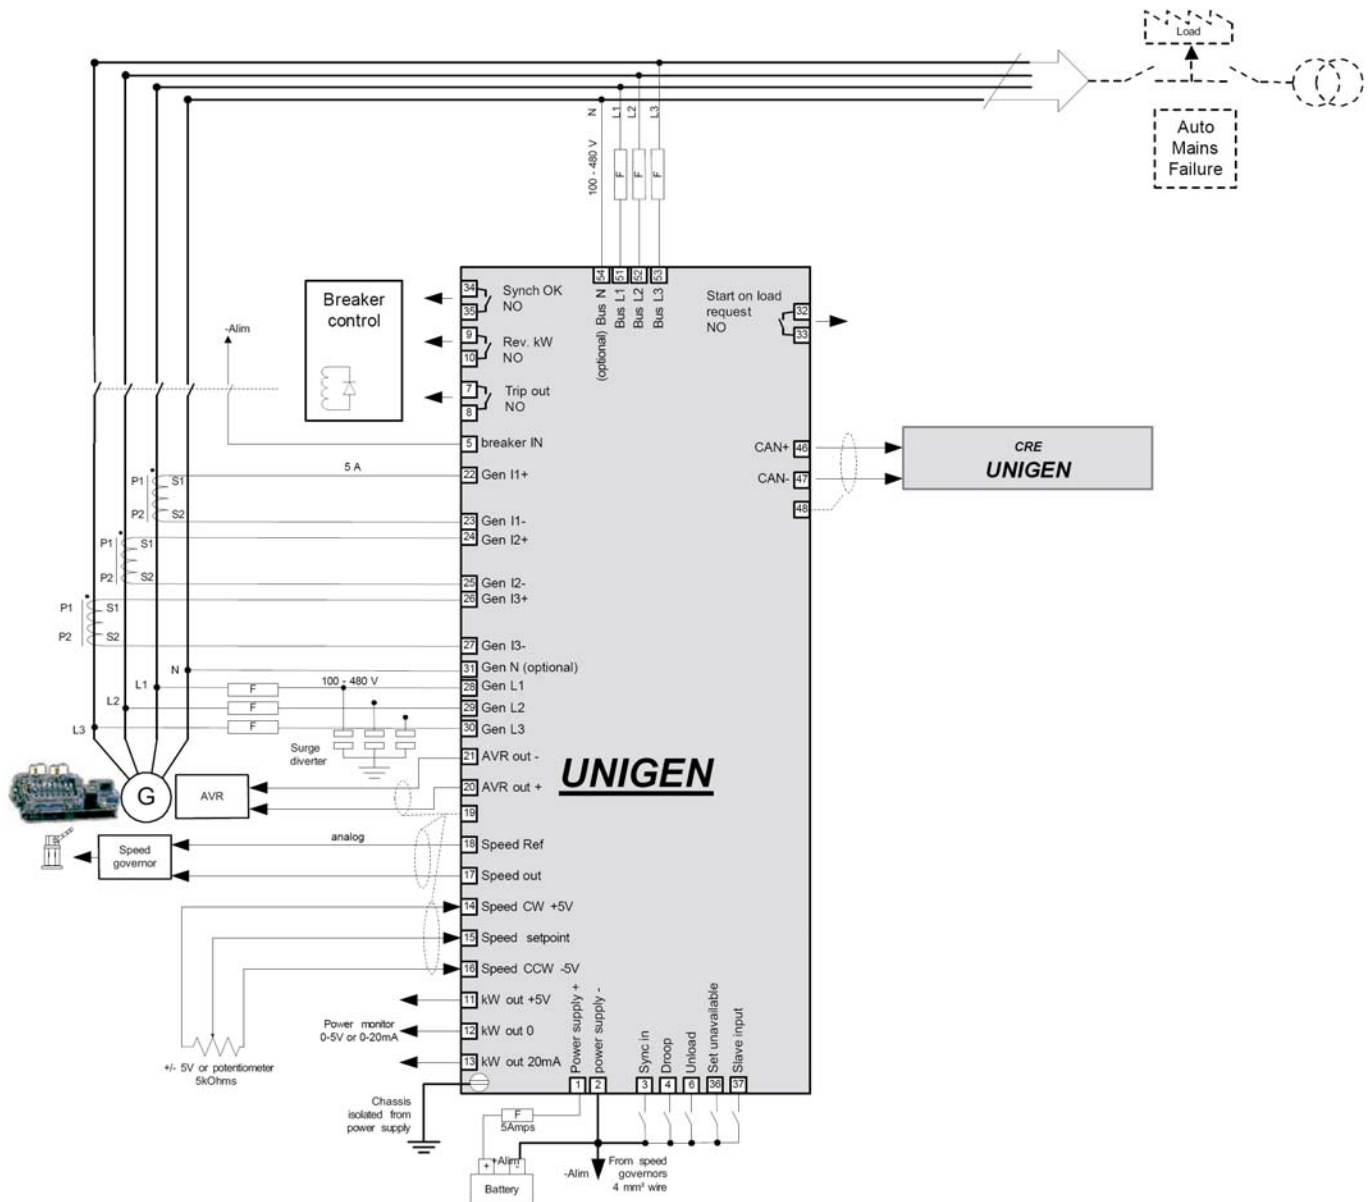 Load
Auto
Mains
Failure
N
L1
L2
L3
100 - 480 V
F
F
F
54
51
52
53
(optional) Bus N
Bus L1
Bus L2
Bus L3
Breaker
control
-Alim
34
35
Synch OK
NO
9
10
Rev. kW
NO
7
8
Trip out
NO
5 breaker IN
Start on load
request
NO
32
33
CAN+ 46
CAN- 47
48
CRE
UNIGEN
5 A
22 Gen I1+
P1 S1
P2 S2
23 Gen I1-
24 Gen I2+
P1 S1
P2 S2
25 Gen I2-
26 Gen I3+
P1 S1
P2 S2
27 Gen I3-
N
31 Gen N (optional)
L1
F
100 - 480 V
28 Gen L1
L2
F
29 Gen L2
L3
F
30 Gen L3
Surge
diverter
21 AVR out -
20 AVR out +
19
UNIGEN
G
AVR
analog
18 Speed Ref
Speed
governor
17 Speed out
14 Speed CW +5V
15 Speed setpoint
16 Speed CCW -5V
11 kW out +5V
Power monitor
0-5V or 0-20mA
12 kW out 0
13 kW out 20mA
+/- 5V or potentiometer
5kOhms
Power supply +
power supply -
Sync in
Droop
Unload
Set unavailable
Slave input
1
2
3
4
6
36
37
Chassis
isolated from
power supply
F
5Amps
+Alim
+
-
Battery
-Alim
From speed
governors
4 mm² wire